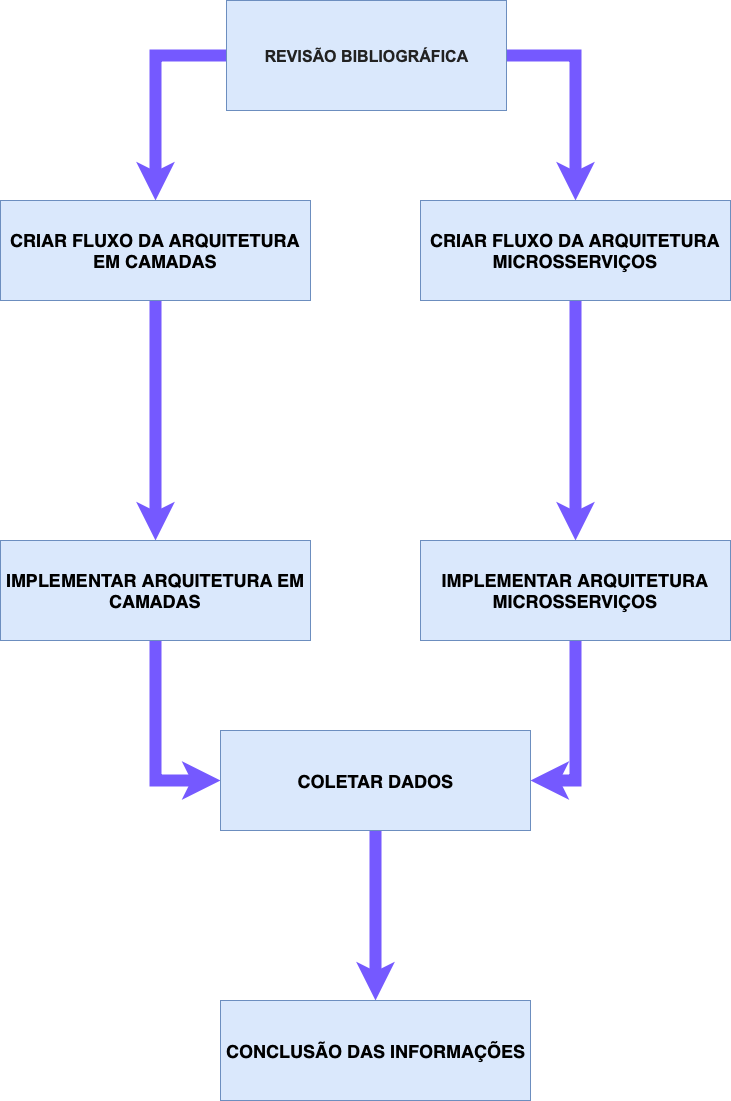 REVISÃO BIBLIOGRÁFICA
CRIAR FLUXO DA ARQUITETURA
EM CAMADAS
CRIAR FLUXO DA ARQUITETURA
MICROSSERVIÇOS
IMPLEMENTAR ARQUITETURA EM
CAMADAS
IMPLEMENTAR ARQUITETURA
MICROSSERVIÇOS
COLETAR DADOS
CONCLUSÃO DAS INFORMAÇÕES